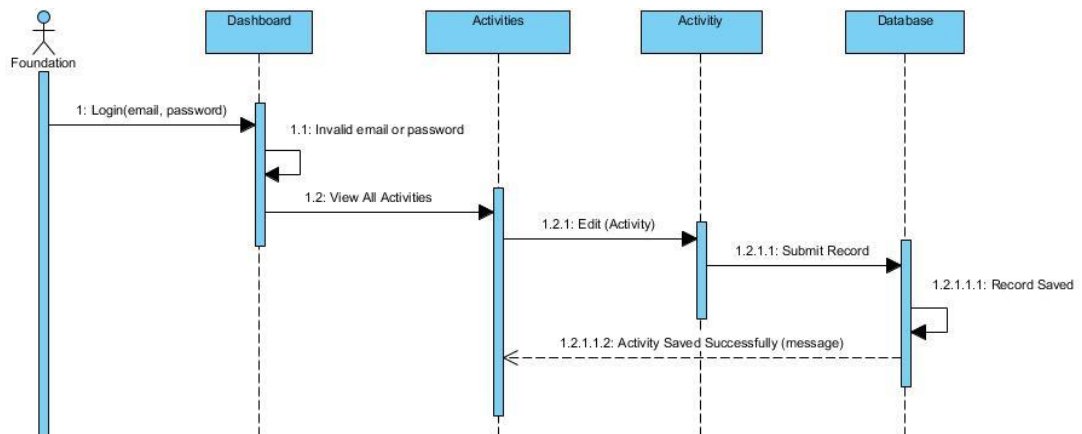 Dashboard
Activities
Activitiy
Database
Foundation
1: Login(email, password)
1.1: Invalid email or password
1.2: View All Activities
1.2.1: Edit (Activity)
1.2.1.1: Submit Record
1.2.1.1.1: Record Saved
1.2.1.1.2: Activity Saved Successfully (message)